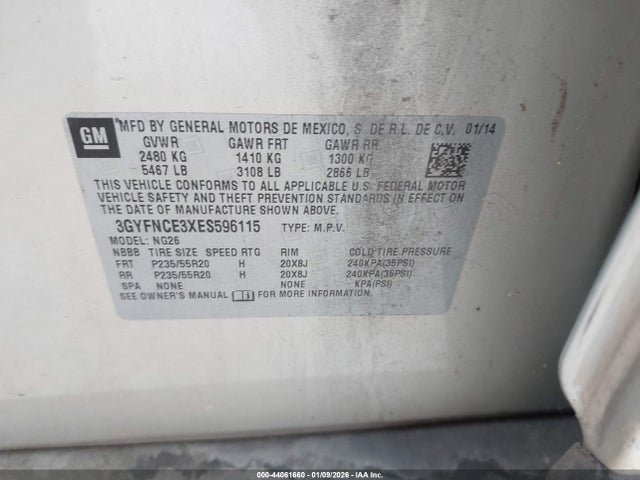 GM
*MFD BY GENERAL MOTORS DE MEXICO, S. DE R.L. DE C.V. 01/14
GVWR GAWR FRT GAWR RR
2480 KG 1410 KG 1300 KG
5467 LB 3108 LB 2866 LB
THIS VEHICLE CONFORMS TO ALL APPLICABLE U.S. FEDERAL MOTOR
VEHICLE SAFETY AND THEFT PREVENTION STANDARDS IN EFFECT ON THE
DATE OF MANUFACTURE SHOWN ABOVE.
3GYFNCE3XES596115 TYPE: M.P.V.
MODEL: NG26
NBBB TIRE SIZE SPEED RTG RIM COLD TIRE PRESSURE
FRT P235/55R20 H 20X8J 240KPA(35PSI)
RR P235/55R20 H 20X8J 240KPA(35PSI)
SPA NONE NONE KPA(PSI)
SEE OWNER'S MANUAL FOR MORE INFORMATION.
000-44061660 | 01/09/2026 - IAA